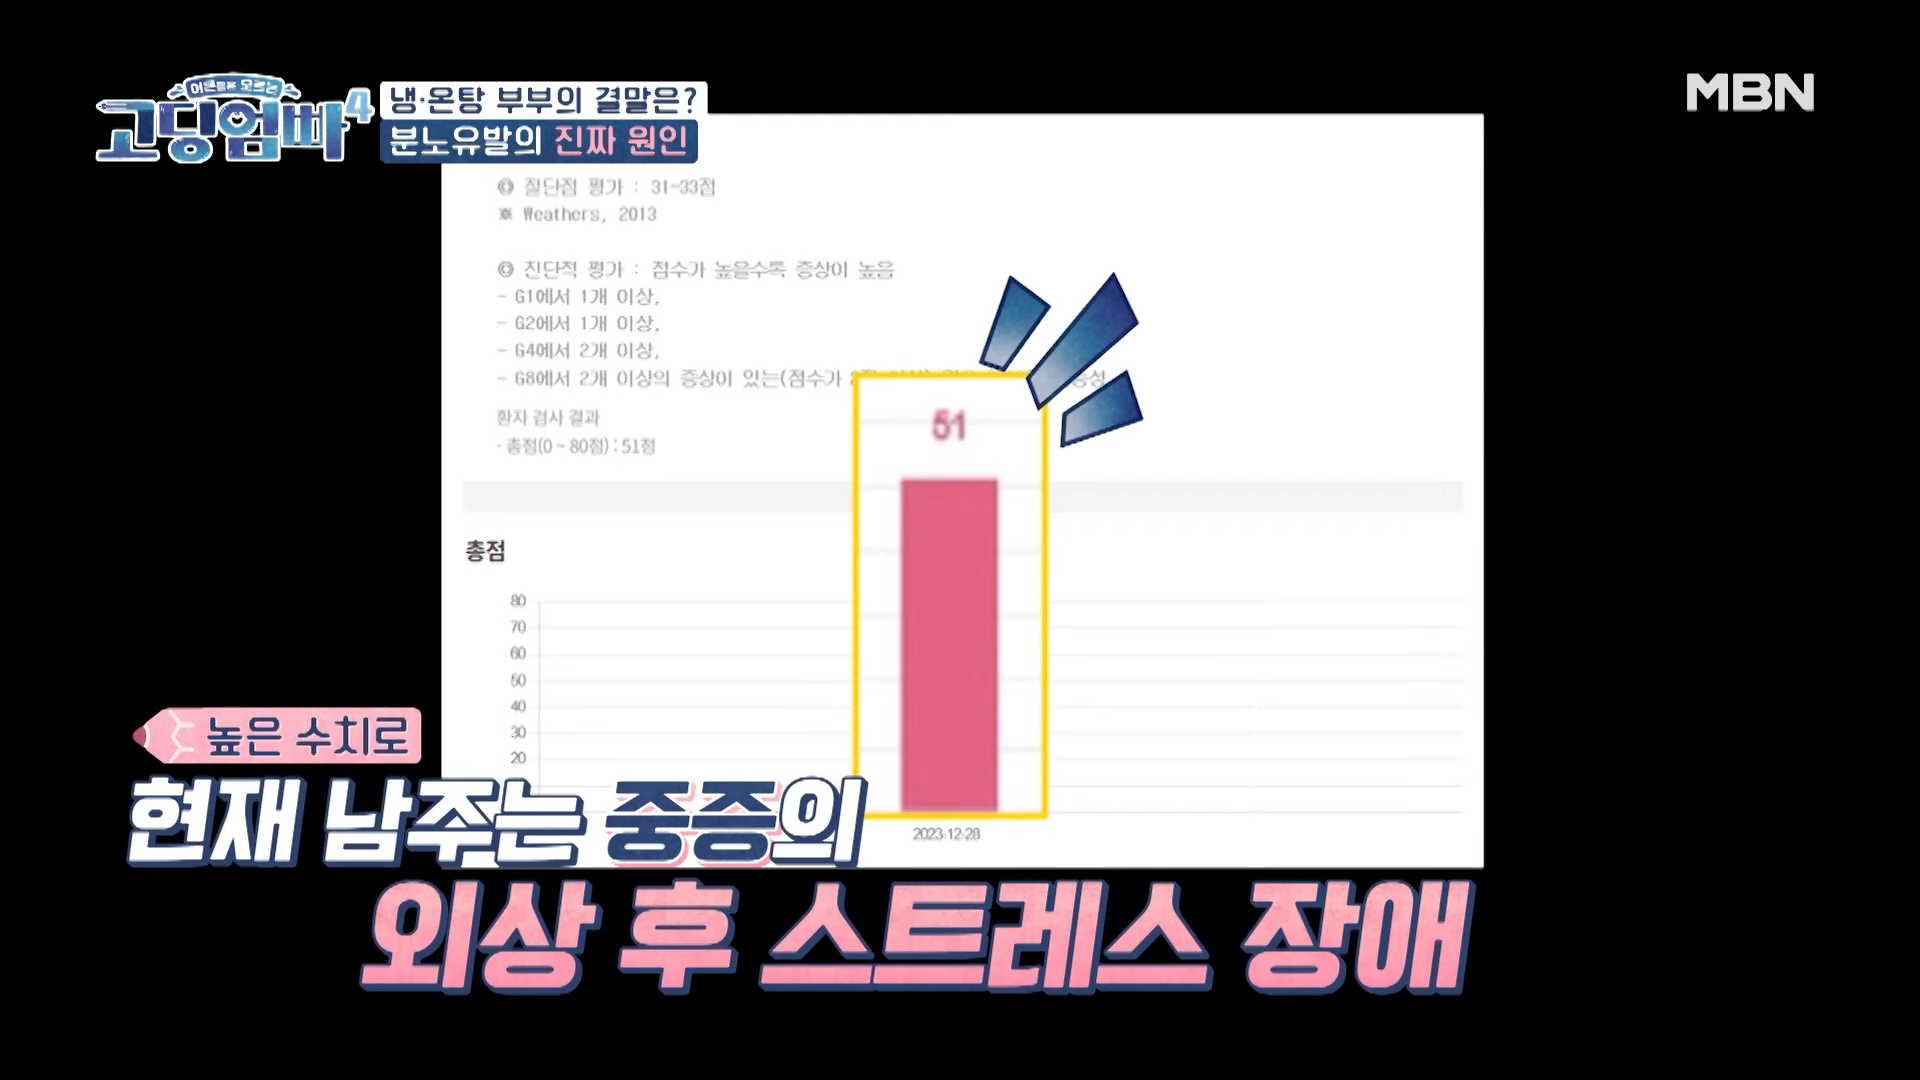 어른들은 모르는
고딩엄빠4
냉·온탕 부부의 결말은?
분노유발의 진짜 원인
MBN
◎ 절단점 평가 : 31~33점
※ Weathers, 2013
◎ 진단적 평가 : 점수가 높을수록 증상이 높음
- G1에서 1개 이상,
- G2에서 1개 이상,
- G4에서 2개 이상,
- G8에서 2개 이상의 증상이 있는(점수가
환자 검사 결과
- 총점(0 ~ 80점) : 51점
51
총점
80
70
60
50
40
30
20
2023-12-28
높은 수치로
현재 남주는 중증의
외상 후 스트레스 장애